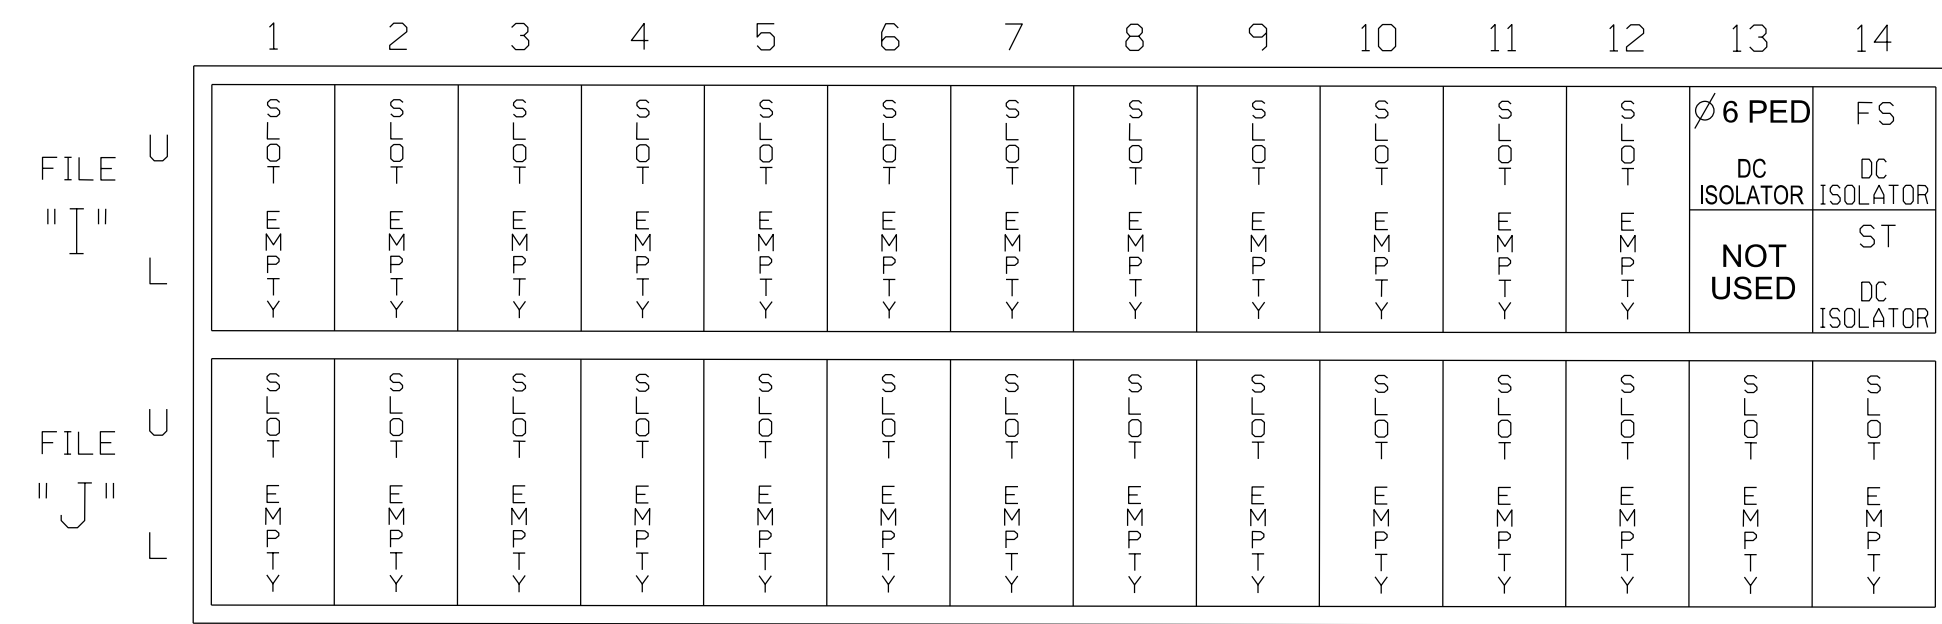 1 2 3 4 5 6 7 8 9 10 11 12 13 14
FILE "I"
U
L
SLOT EMPTY
SLOT EMPTY
SLOT EMPTY
SLOT EMPTY
SLOT EMPTY
SLOT EMPTY
SLOT EMPTY
SLOT EMPTY
SLOT EMPTY
SLOT EMPTY
SLOT EMPTY
SLOT EMPTY
∅ 6 PED
DC
ISOLATOR
NOT
USED
FS
DC
ISOLATOR
ST
DC
ISOLATOR
FILE "J"
U
L
SLOT EMPTY
SLOT EMPTY
SLOT EMPTY
SLOT EMPTY
SLOT EMPTY
SLOT EMPTY
SLOT EMPTY
SLOT EMPTY
SLOT EMPTY
SLOT EMPTY
SLOT EMPTY
SLOT EMPTY
SLOT EMPTY
SLOT EMPTY